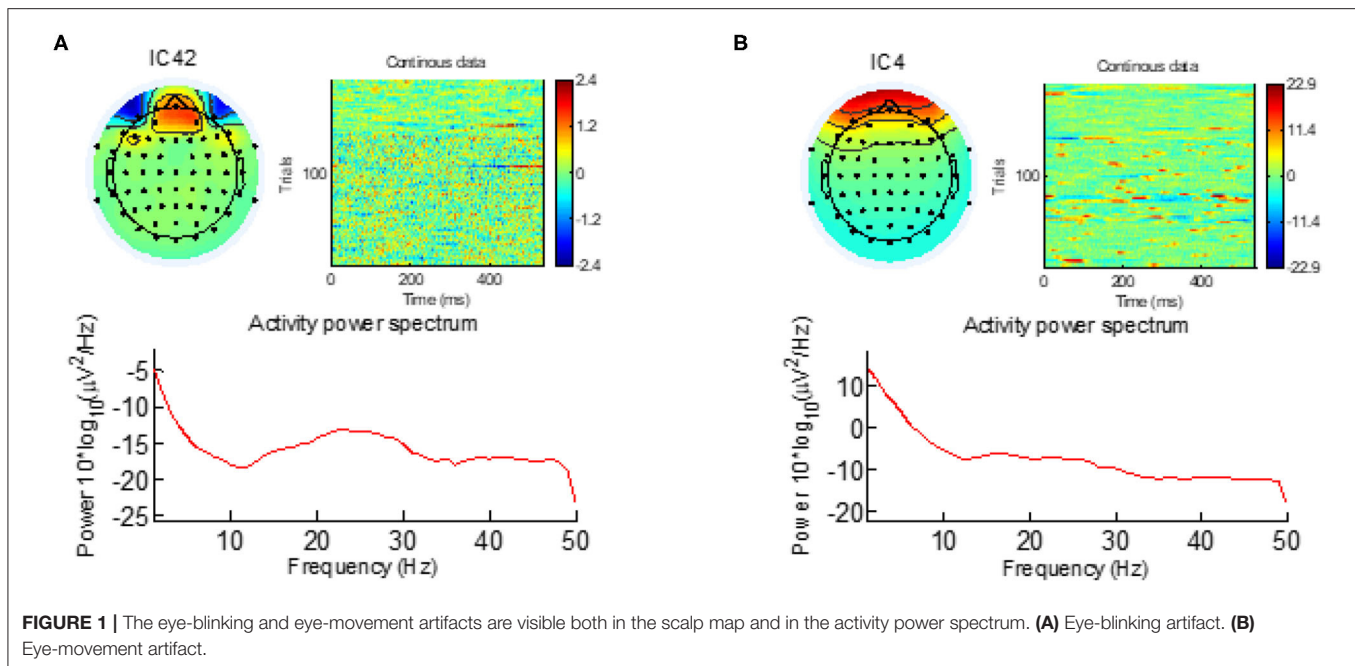 A
IC42
Continous data
2.4
1.2
0
-1.2
-2.4
Trials
100
0
200
400
Time (ms)
Activity power spectrum
Power 10*log10(μV2/Hz)
-5
-10
-15
-20
-25
10
20
30
40
50
Frequency (Hz)
B
IC4
Continous data
22.9
11.4
0
-11.4
-22.9
Trials
100
0
200
400
Time (ms)
Activity power spectrum
Power 10*log10(μV2/Hz)
10
0
-10
-20
10
20
30
40
50
Frequency (Hz)
FIGURE 1 | The eye-blinking and eye-movement artifacts are visible both in the scalp map and in the activity power spectrum. (A) Eye-blinking artifact. (B)
Eye-movement artifact.